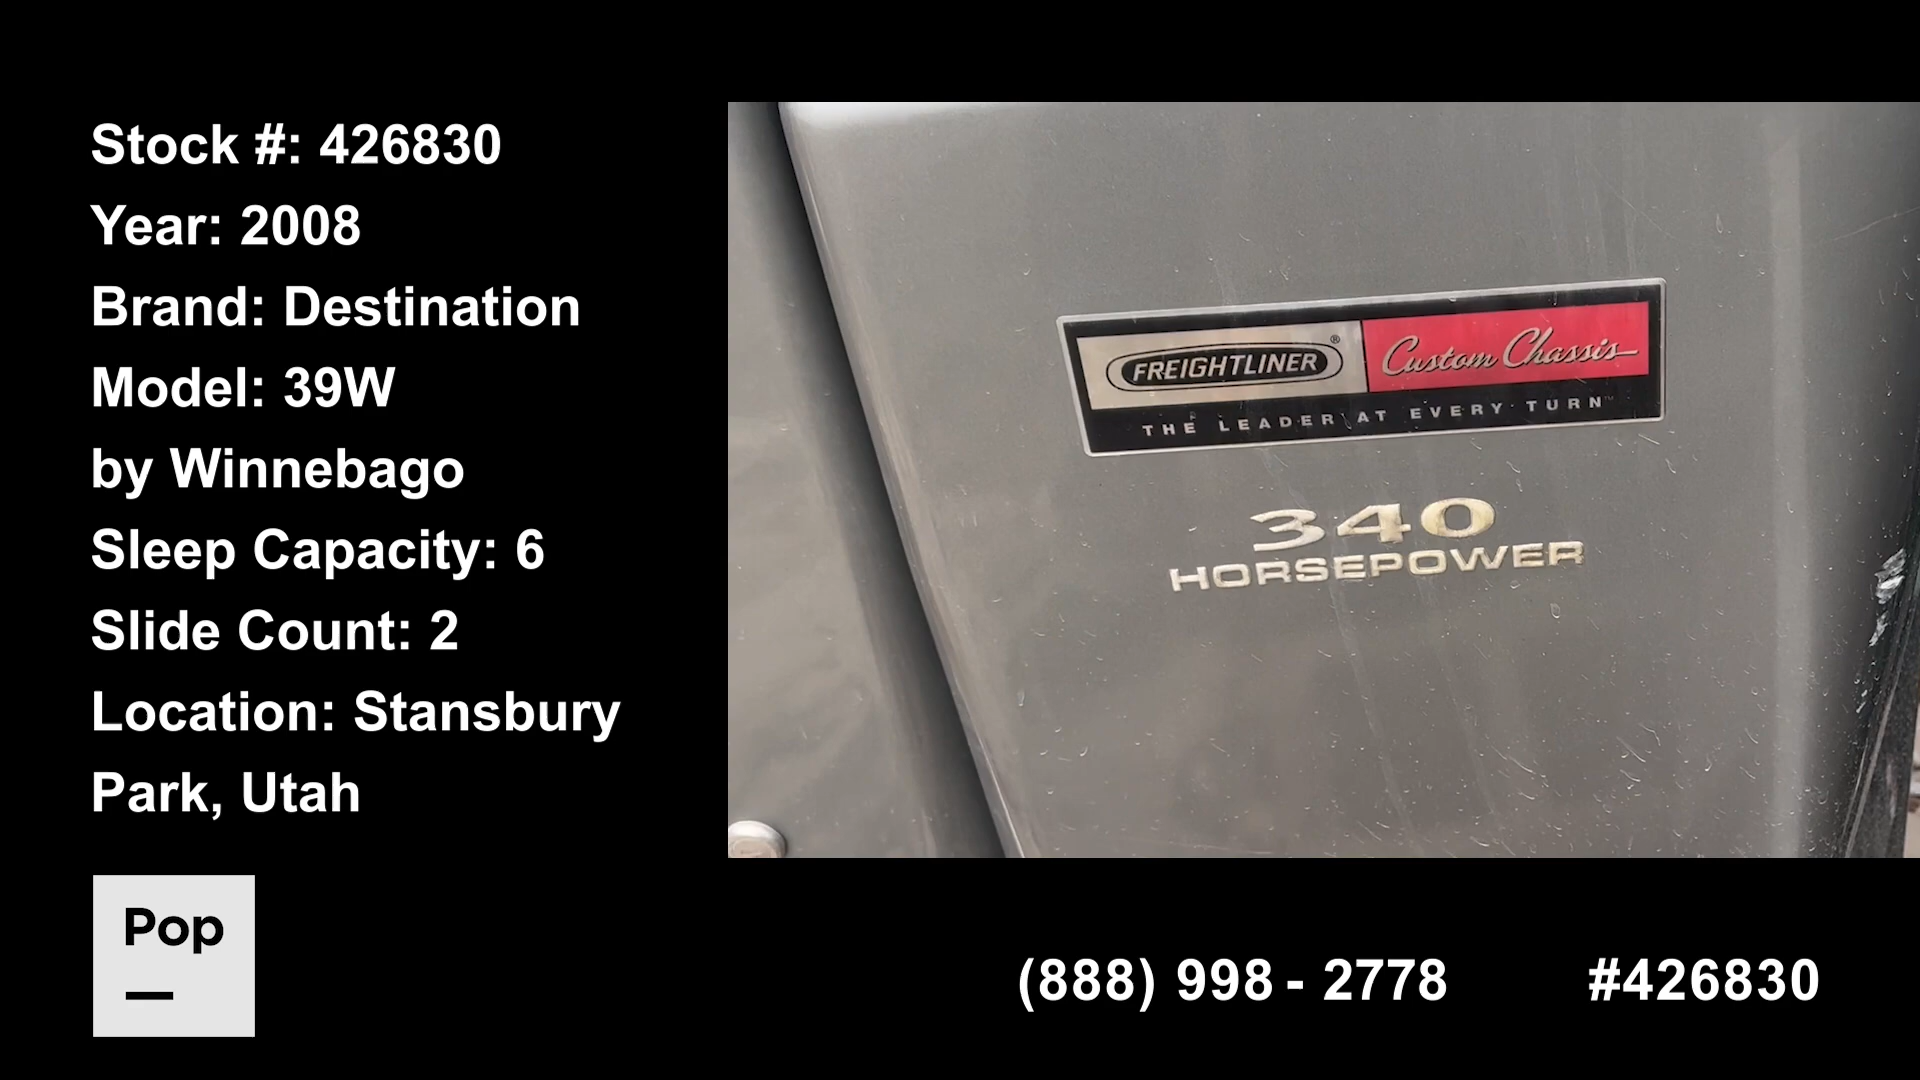 Stock #: 426830
Year: 2008
Brand: Destination
Model: 39W
by Winnebago
Sleep Capacity: 6
Slide Count: 2
Location: Stansbury
Park, Utah
FREIGHTLINER® Custom Chassis
THE LEADER AT EVERY TURN™
340
HORSEPOWER
Pop
(888) 998 - 2778 #426830